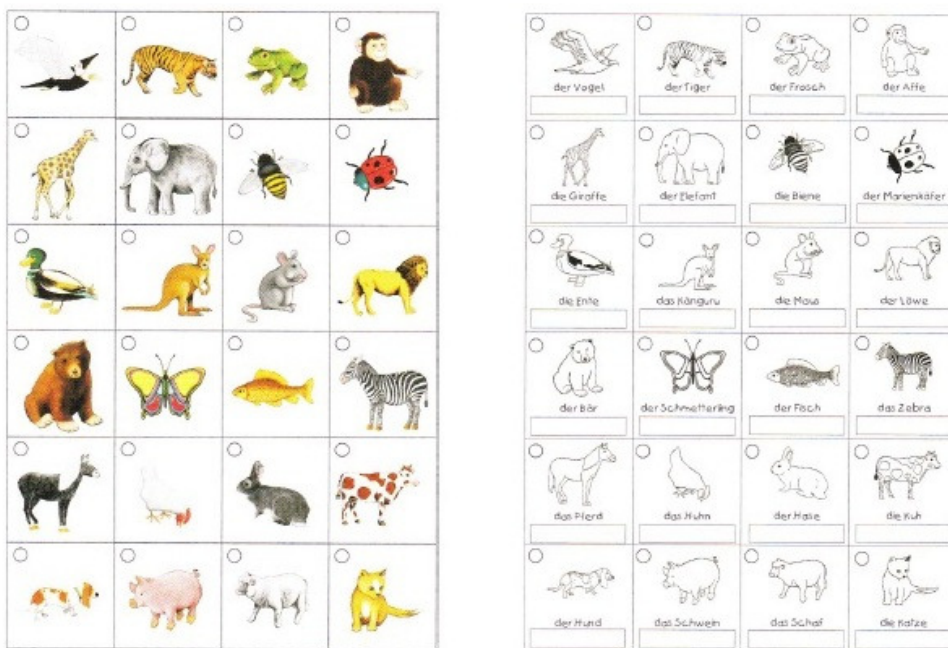 der Vogel der Tiger der Frosch der Affe
die Giraffe der Elefant die Biene der Marienkäfer
die Ente das Känguru die Maus der Löwe
der Bär der Schmetterling der Fisch das Zebra
das Pferd das Huhn der Hase die Kuh
der Hund das Schwein das Schaf die Katze